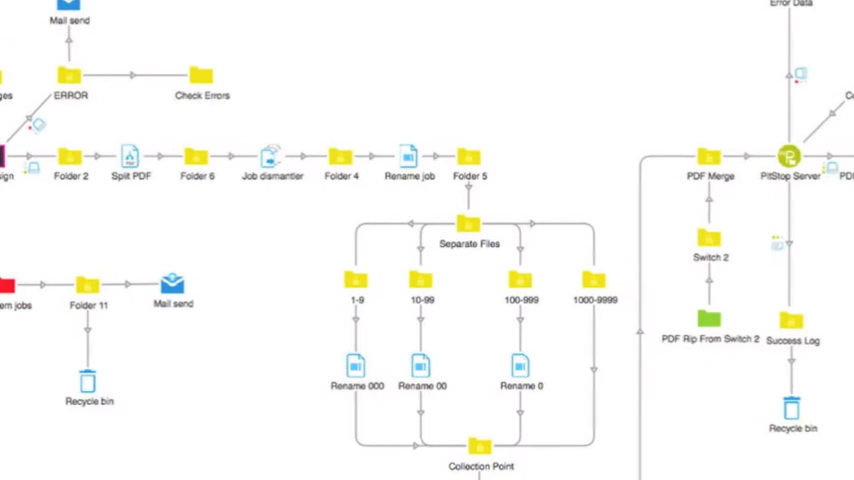 Mail send
Error Data
ERROR
Check Errors
Folder 2
Split PDF
Folder 6
Job dismantler
Folder 4
Rename job
Folder 5
PDF Merge
PitStop Server
Separate Files
Switch 2
1-9
10-99
100-999
1000-9999
Folder 11
Mail send
PDF Rip From Switch 2
Success Log
Rename 000
Rename 00
Rename 0
Recycle bin
Recycle bin
Collection Point